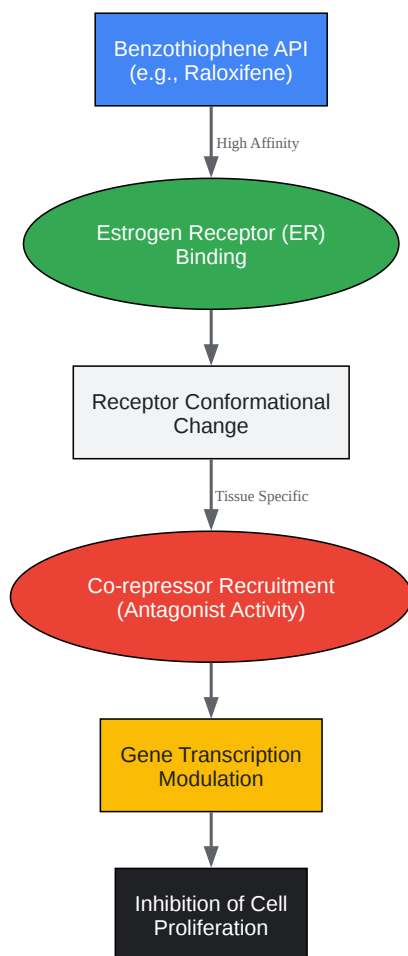 Benzothiophene API
(e.g., Raloxifene)
High Affinity
Estrogen Receptor (ER)
Binding
Receptor Conformational
Change
Tissue Specific
Co-repressor Recruitment
(Antagonist Activity)
Gene Transcription
Modulation
Inhibition of Cell
Proliferation